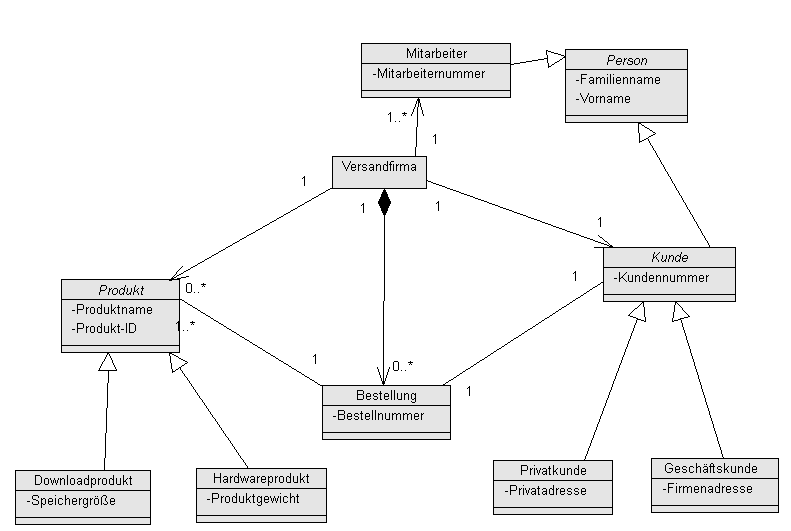 Mitarbeiter
-Mitarbeiternummer
Person
-Familienname
-Vorname
1..*
1
Versandfirma
1
1
1
1
Kunde
-Kundennummer
1
Produkt
-Produktname
-Produkt-ID
0..*
1..*
1
0..*
1
Bestellung
-Bestellnummer
Downloadprodukt
-Speichergröße
Hardwareprodukt
-Produktgewicht
Privatkunde
-Privatadresse
Geschäftskunde
-Firmenadresse